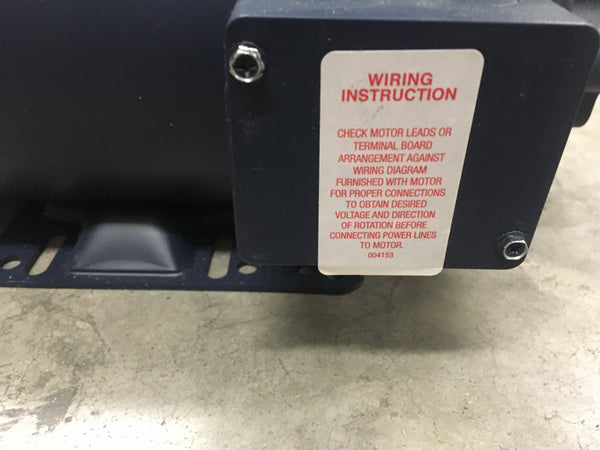 WIRING
INSTRUCTION
CHECK MOTOR LEADS OR
TERMINAL BOARD
ARRANGEMENT AGAINST
WIRING DIAGRAM
FURNISHED WITH MOTOR
FOR PROPER CONNECTIONS
TO OBTAIN DESIRED
VOLTAGE AND DIRECTION
OF ROTATION BEFORE
CONNECTING POWER LINES
TO MOTOR.
004153